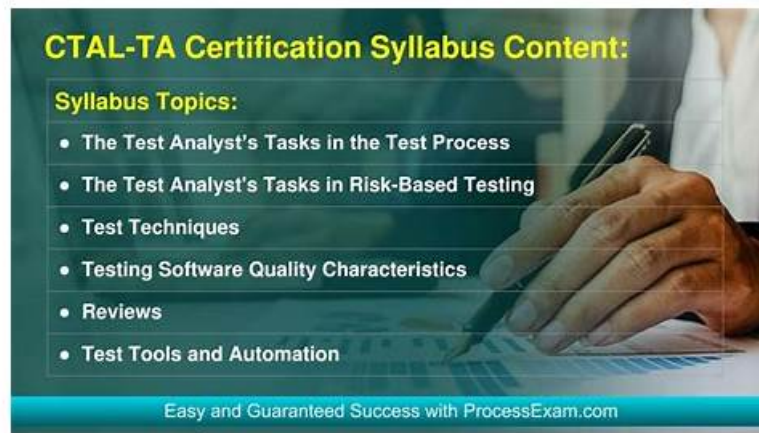 CTAL-TA Certification Syllabus Content:
Syllabus Topics:
• The Test Analyst's Tasks in the Test Process
• The Test Analyst's Tasks in Risk-Based Testing
• Test Techniques
• Testing Software Quality Characteristics
• Reviews
• Test Tools and Automation
Easy and Guaranteed Success with ProcessExam.com